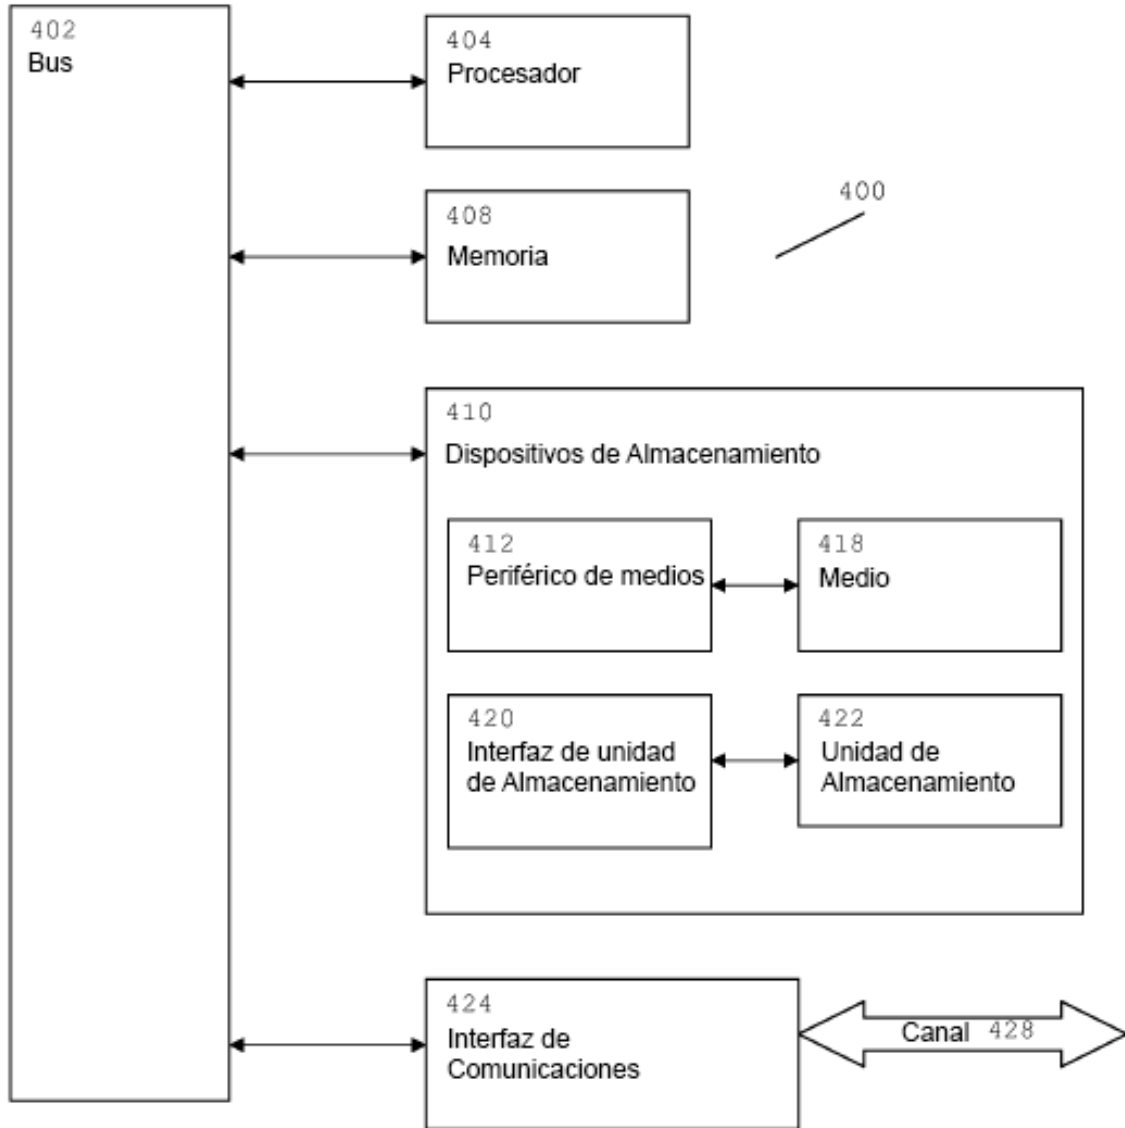 402
Bus
404
Procesador
400
408
Memoria
410
Dispositivos de Almacenamiento
412
Periférico de medios
418
Medio
420
Interfaz de unidad
de Almacenamiento
422
Unidad de
Almacenamiento
424
Interfaz de
Comunicaciones
Canal 428